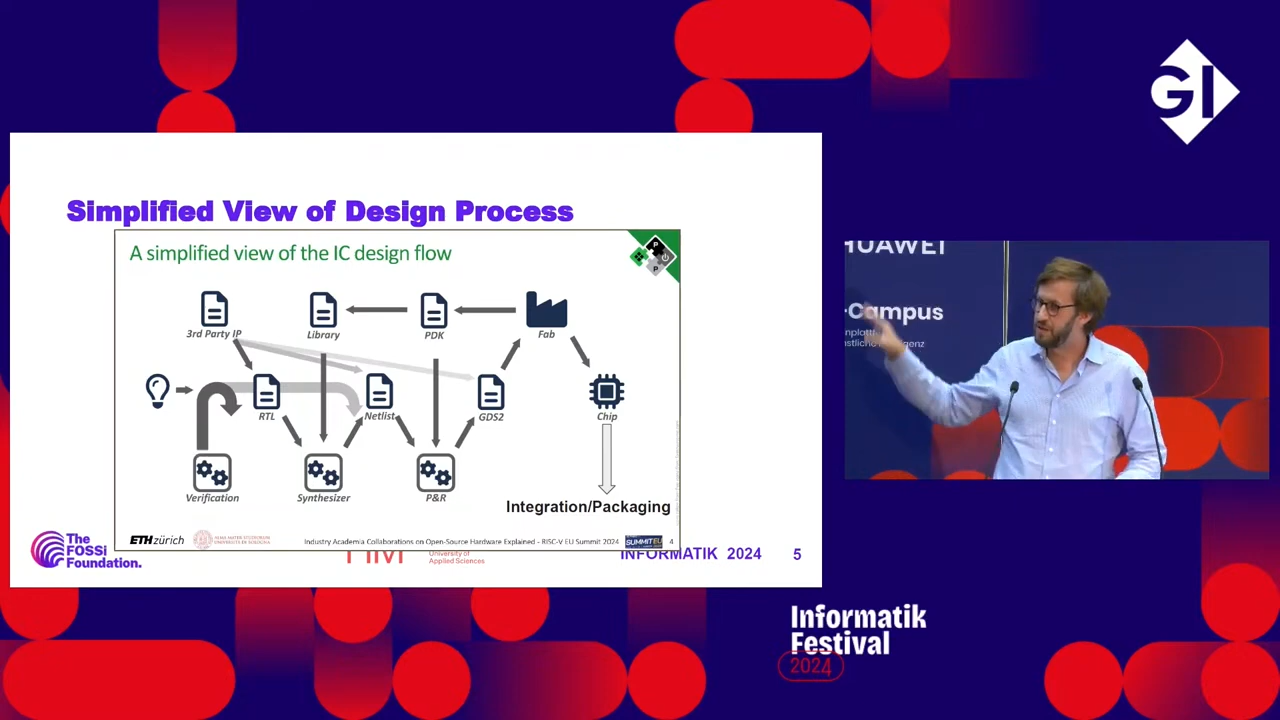 GI
Simplified View of Design Process
A simplified view of the IC design flow
P
P
3rd Party IP
Library
PDK
Fab
RTL
Netlist
GDS2
Chip
Verification
Synthesizer
P&R
Integration/Packaging
ETH zürich
ALMA MATER STUDIORUM
UNIVERSITÀ DI BOLOGNA
Industry Academia Collaborations on Open-Source Hardware Explained - RISC-V EU Summit 2024
SUMMIT EU
4
The
FOSSi
Foundation.
HM
University of
Applied Sciences
INFORMATIK 2024
5
HUAWEI
-Campus
Informatik
Festival
2024